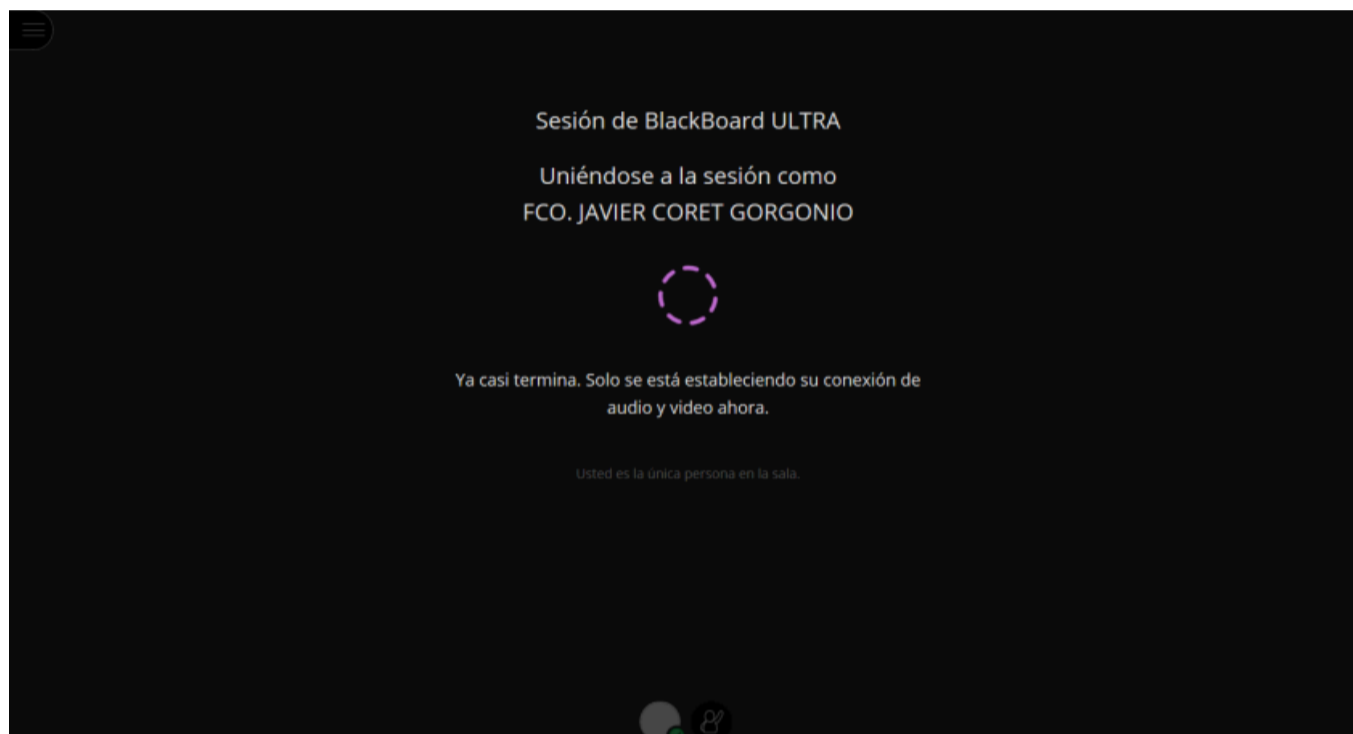 Sesión de BlackBoard ULTRA
Uniéndose a la sesión como
FCO. JAVIER CORET GORGONIO
Ya casi termina. Solo se está estableciendo su conexión de
audio y video ahora.
Usted es la única persona en la sala.